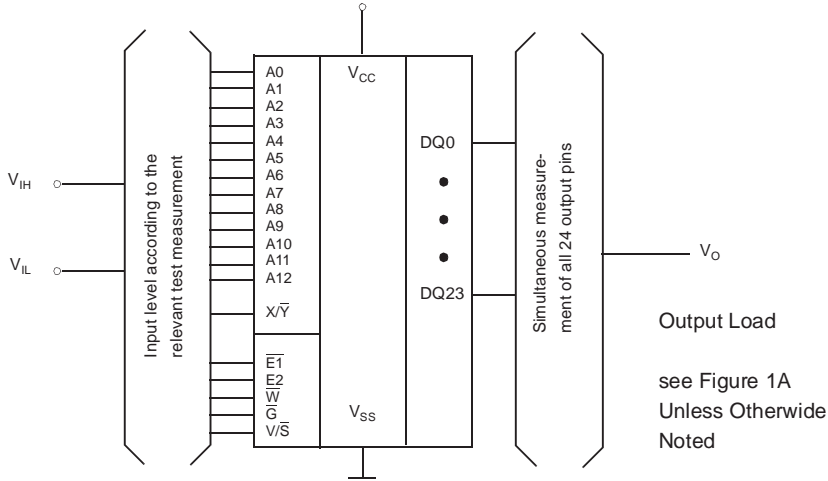 V_IH
V_IL
Input level according to the
relevant test measurement
A0
A1
A2
A3
A4
A5
A6
A7
A8
A9
A10
A11
A12
X/Y̅
E̅1̅
E2
W̅
G̅
V/S̅
V_CC
V_SS
DQ0
DQ23
Simultaneous measure-
ment of all 24 output pins
V_O
Output Load
see Figure 1A
Unless Otherwide
Noted